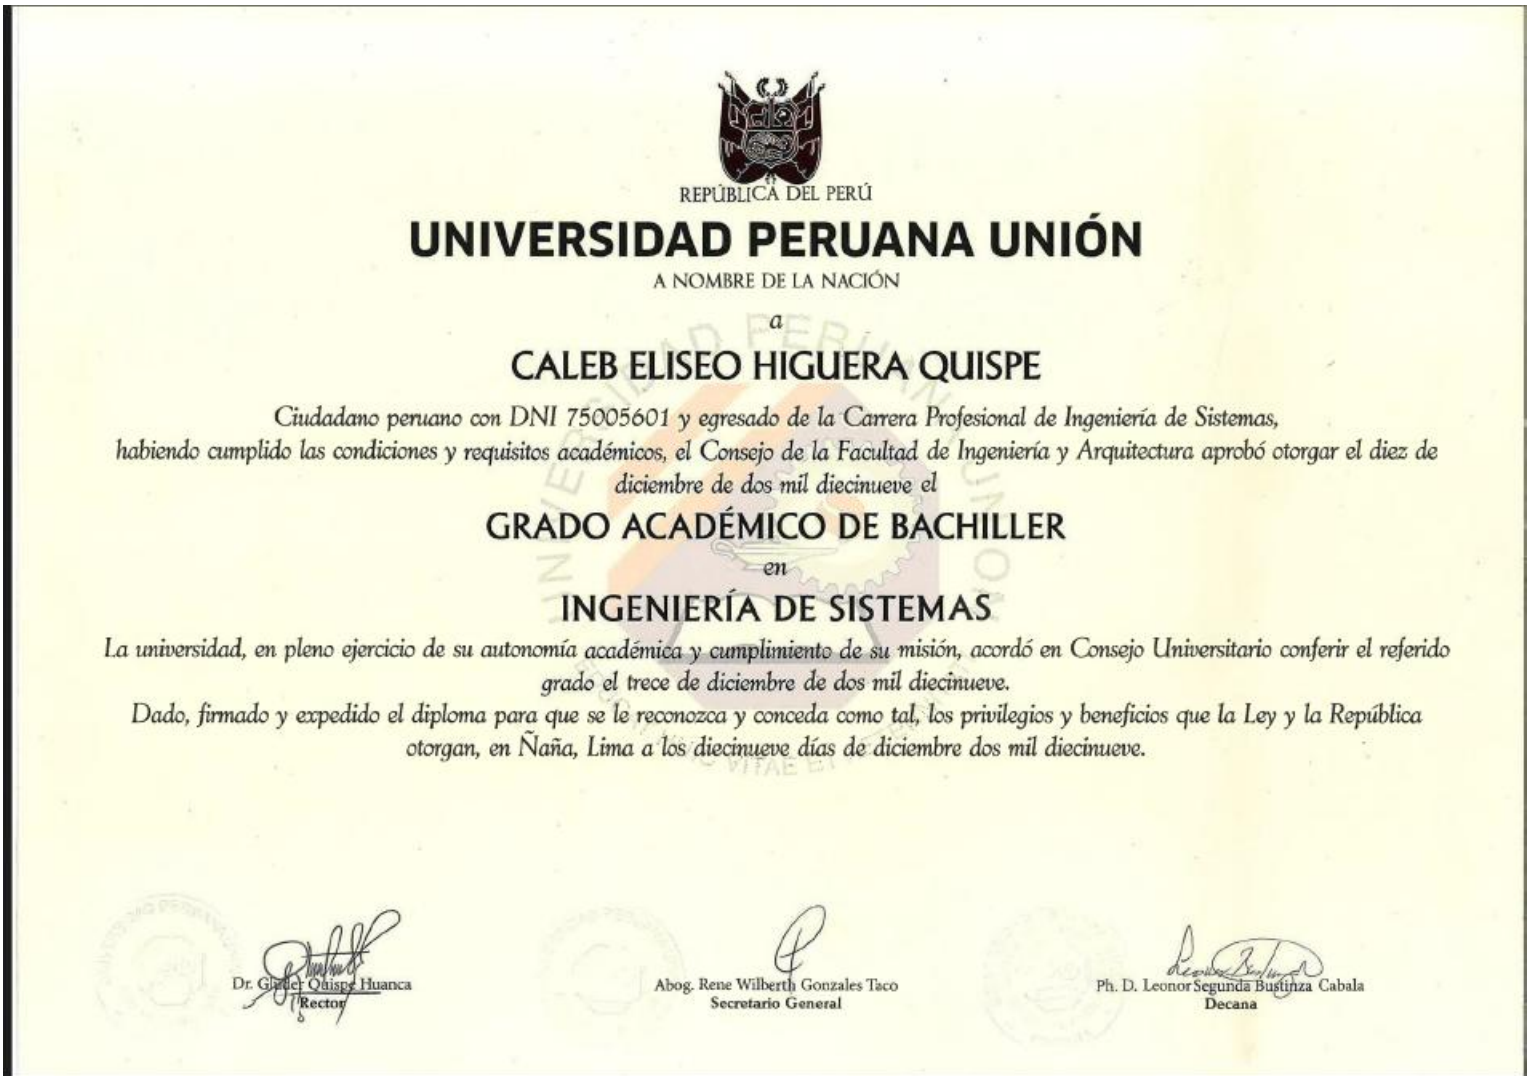 REPÚBLICA DEL PERÚ
UNIVERSIDAD PERUANA UNIÓN
A NOMBRE DE LA NACIÓN
a
CALEB ELISEO HIGUERA QUISPE
Ciudadano peruano con DNI 75005601 y egresado de la Carrera Profesional de Ingeniería de Sistemas,
habiendo cumplido las condiciones y requisitos académicos, el Consejo de la Facultad de Ingeniería y Arquitectura aprobó otorgar el diez de
diciembre de dos mil diecinueve el
GRADO ACADÉMICO DE BACHILLER
en
INGENIERÍA DE SISTEMAS
La universidad, en pleno ejercicio de su autonomía académica y cumplimiento de su misión, acordó en Consejo Universitario conferir el referido
grado el trece de diciembre de dos mil diecinueve.
Dado, firmado y expedido el diploma para que se le reconozca y conceda como tal, los privilegios y beneficios que la Ley y la República
otorgan, en Ñaña, Lima a los diecinueve días de diciembre dos mil diecinueve.
Dr. Gluder Quispe Huanca
Rector
Abog. Rene Wilberth Gonzales Taco
Secretario General
Ph. D. Leonor Segunda Bustinza Cabala
Decana